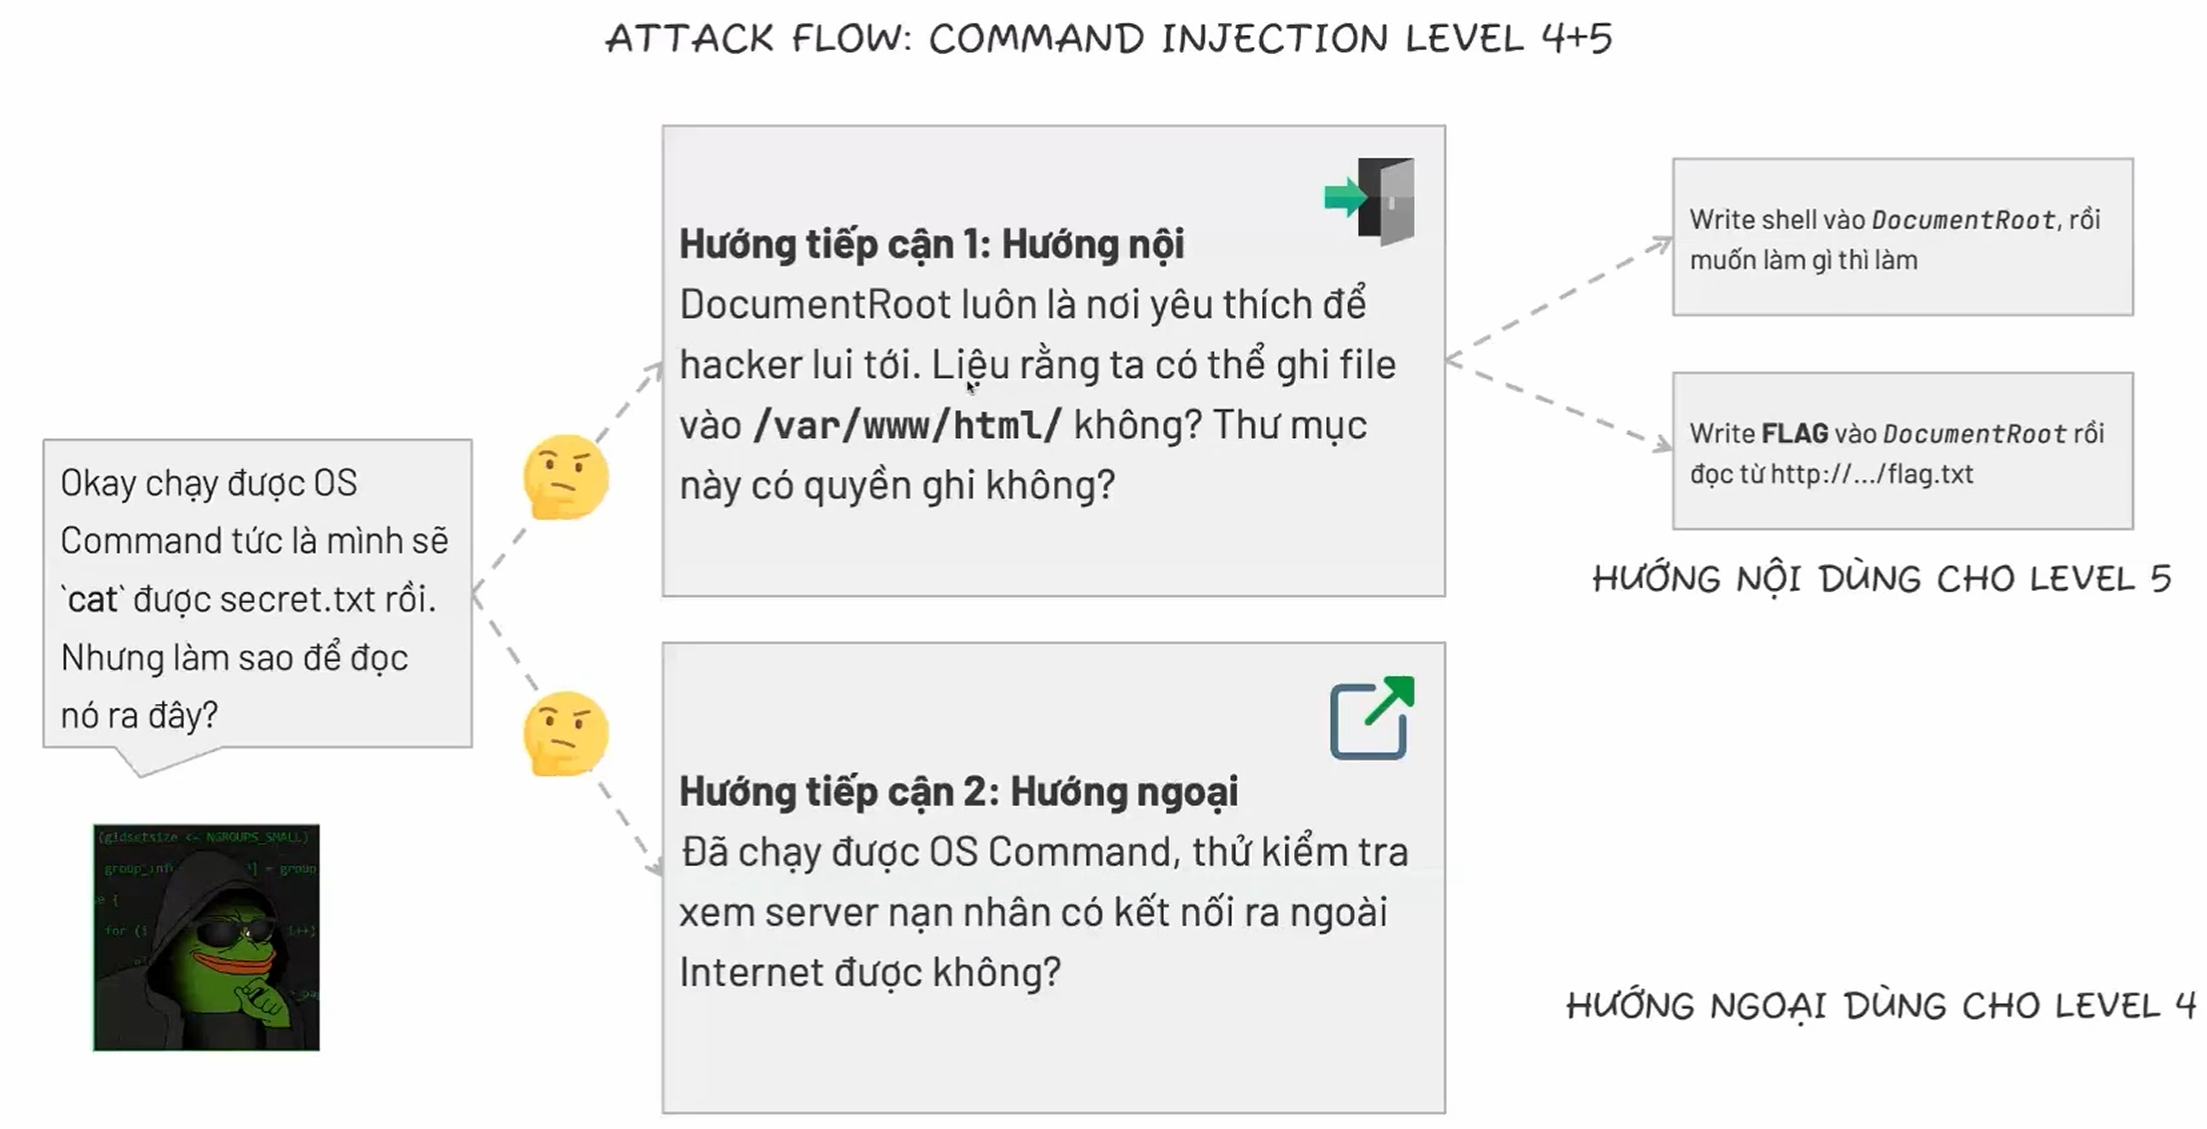 ATTACK FLOW: COMMAND INJECTION LEVEL 4+5
Okay chạy được OS
Command tức là mình sẽ
`cat` được secret.txt rồi.
Nhưng làm sao để đọc
nó ra đây?
Hướng tiếp cận 1: Hướng nội
DocumentRoot luôn là nơi yêu thích để
hacker lui tới. Liệu rằng ta có thể ghi file
vào /var/www/html/ không? Thư mục
này có quyền ghi không?
Write shell vào DocumentRoot, rồi
muốn làm gì thì làm
Write FLAG vào DocumentRoot rồi
đọc từ http://.../flag.txt
HƯỚNG NỘI DÙNG CHO LEVEL 5
Hướng tiếp cận 2: Hướng ngoại
Đã chạy được OS Command, thử kiểm tra
xem server nạn nhân có kết nối ra ngoài
Internet được không?
HƯỚNG NGOẠI DÙNG CHO LEVEL 4
(gidsetsize <= NGROUPS_SMALL)
group_inf
] = group
for (i
i++)